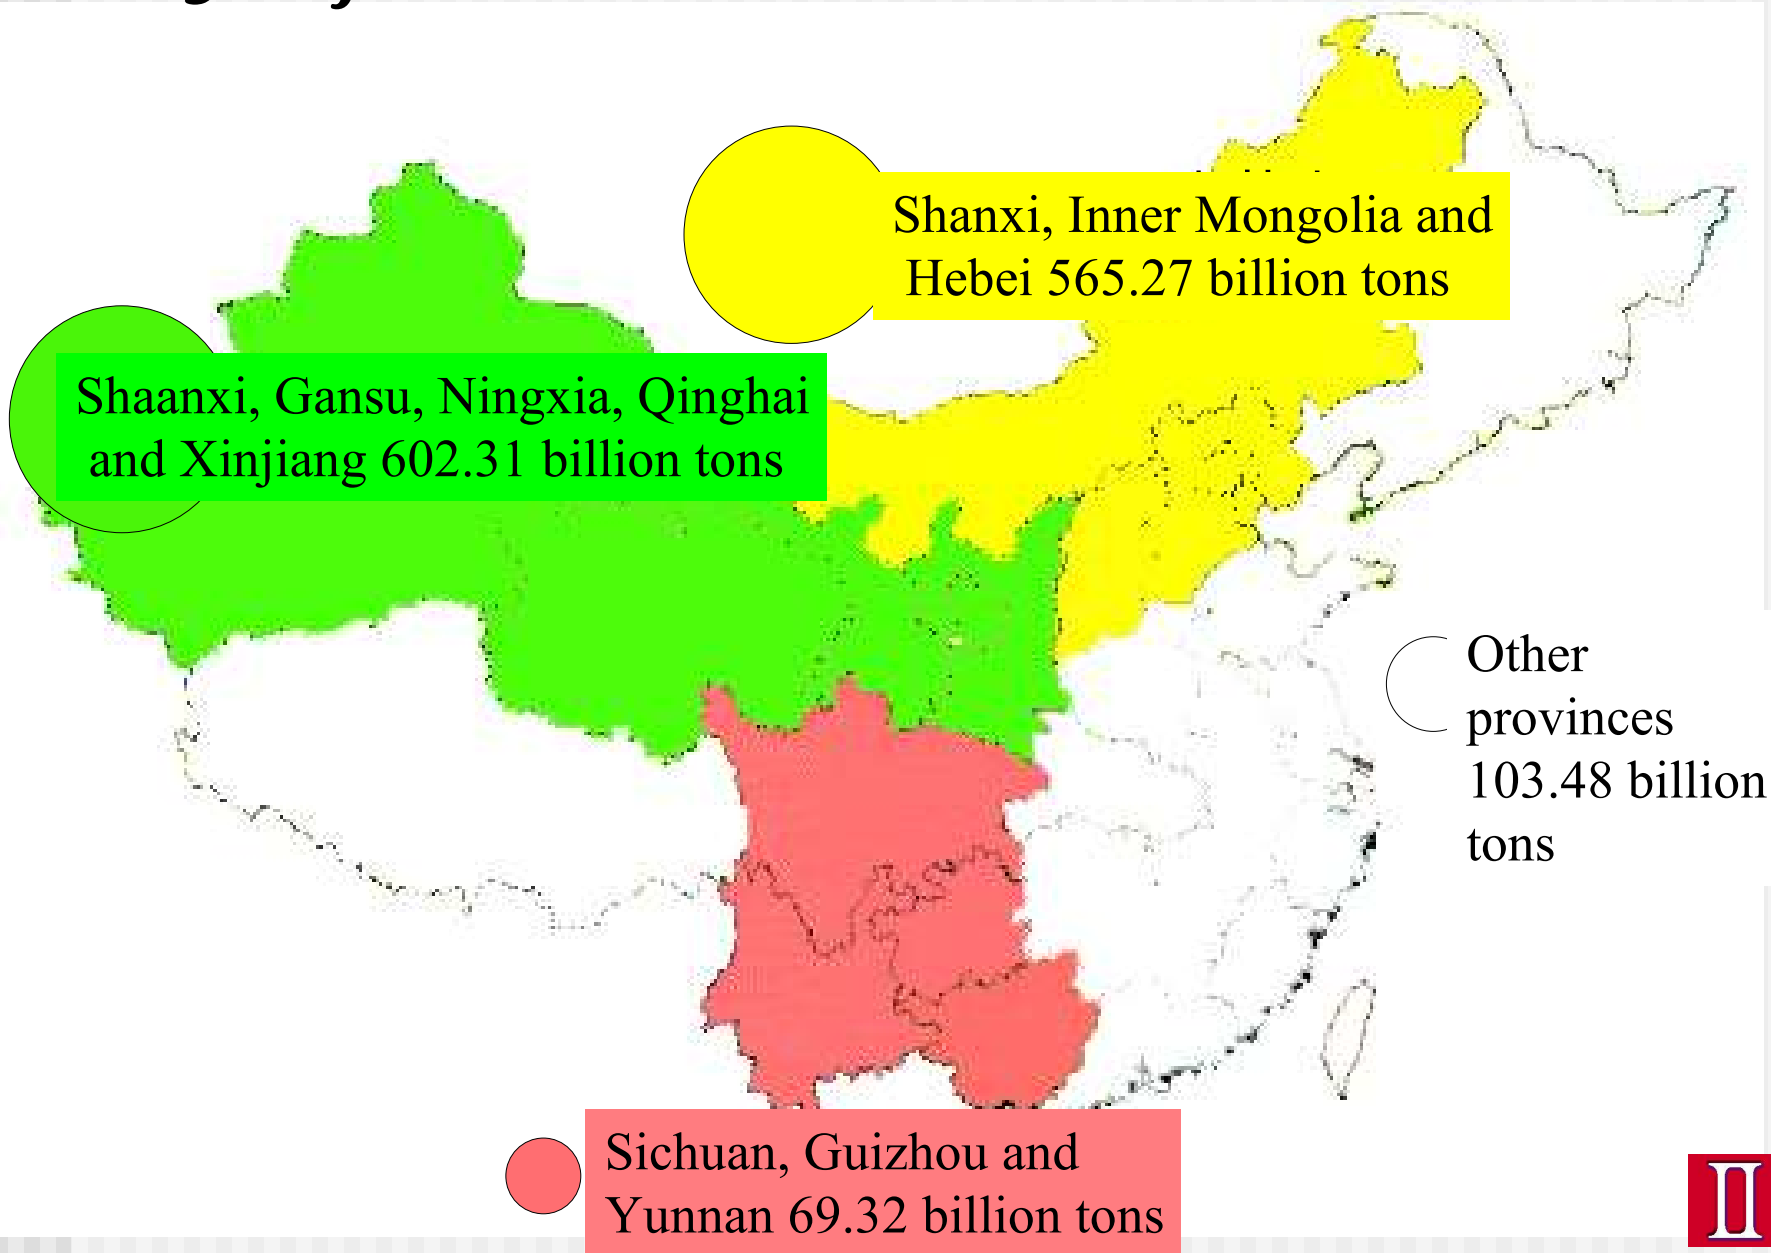 Shanxi, Inner Mongolia and
Hebei 565.27 billion tons
Shaanxi, Gansu, Ningxia, Qinghai
and Xinjiang 602.31 billion tons
Other
provinces
103.48 billion
tons
Sichuan, Guizhou and
Yunnan 69.32 billion tons